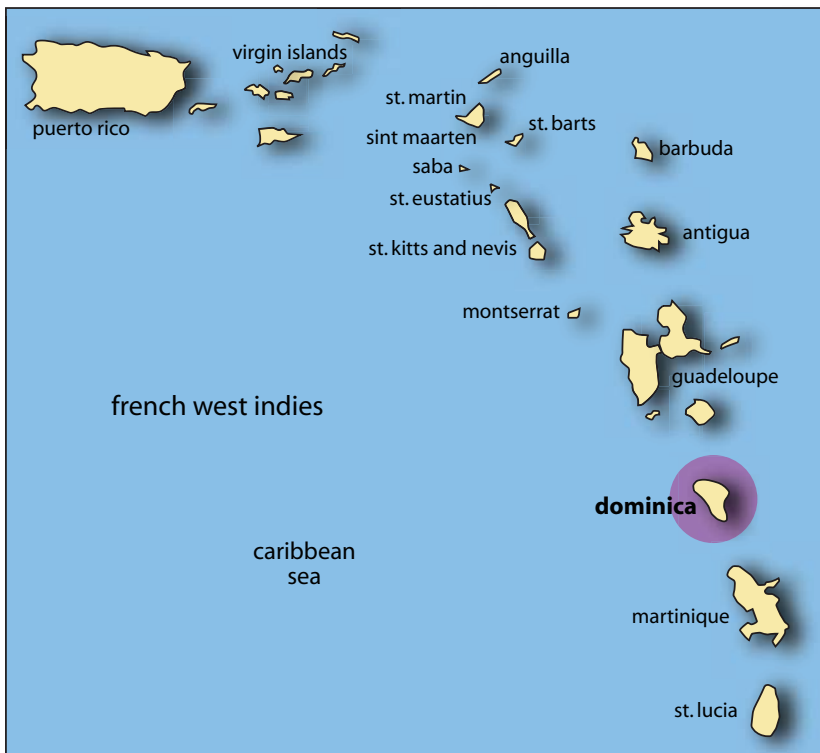 virgin islands
anguilla
st. martin
puerto rico
sint maarten
st. barts
barbuda
saba
st. eustatius
antigua
st. kitts and nevis
montserrat
guadeloupe
french west indies
dominica
caribbean
sea
martinique
st. lucia